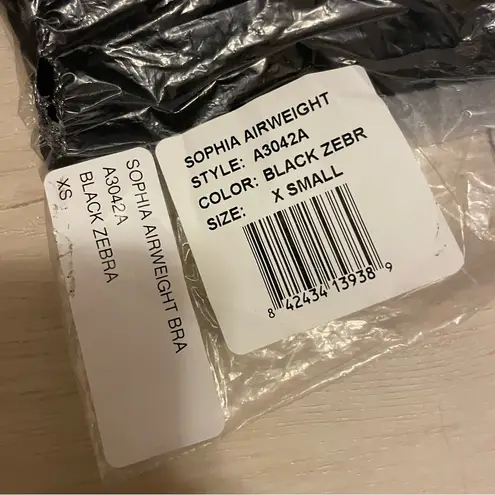 SOPHIA AIRWEIGHT
STYLE: A3042A
COLOR: BLACK ZEBR
SIZE: X SMALL
8 42434 13938 9
SOPHIA AIRWEIGHT BRA
A3042A
BLACK ZEBRA
XS